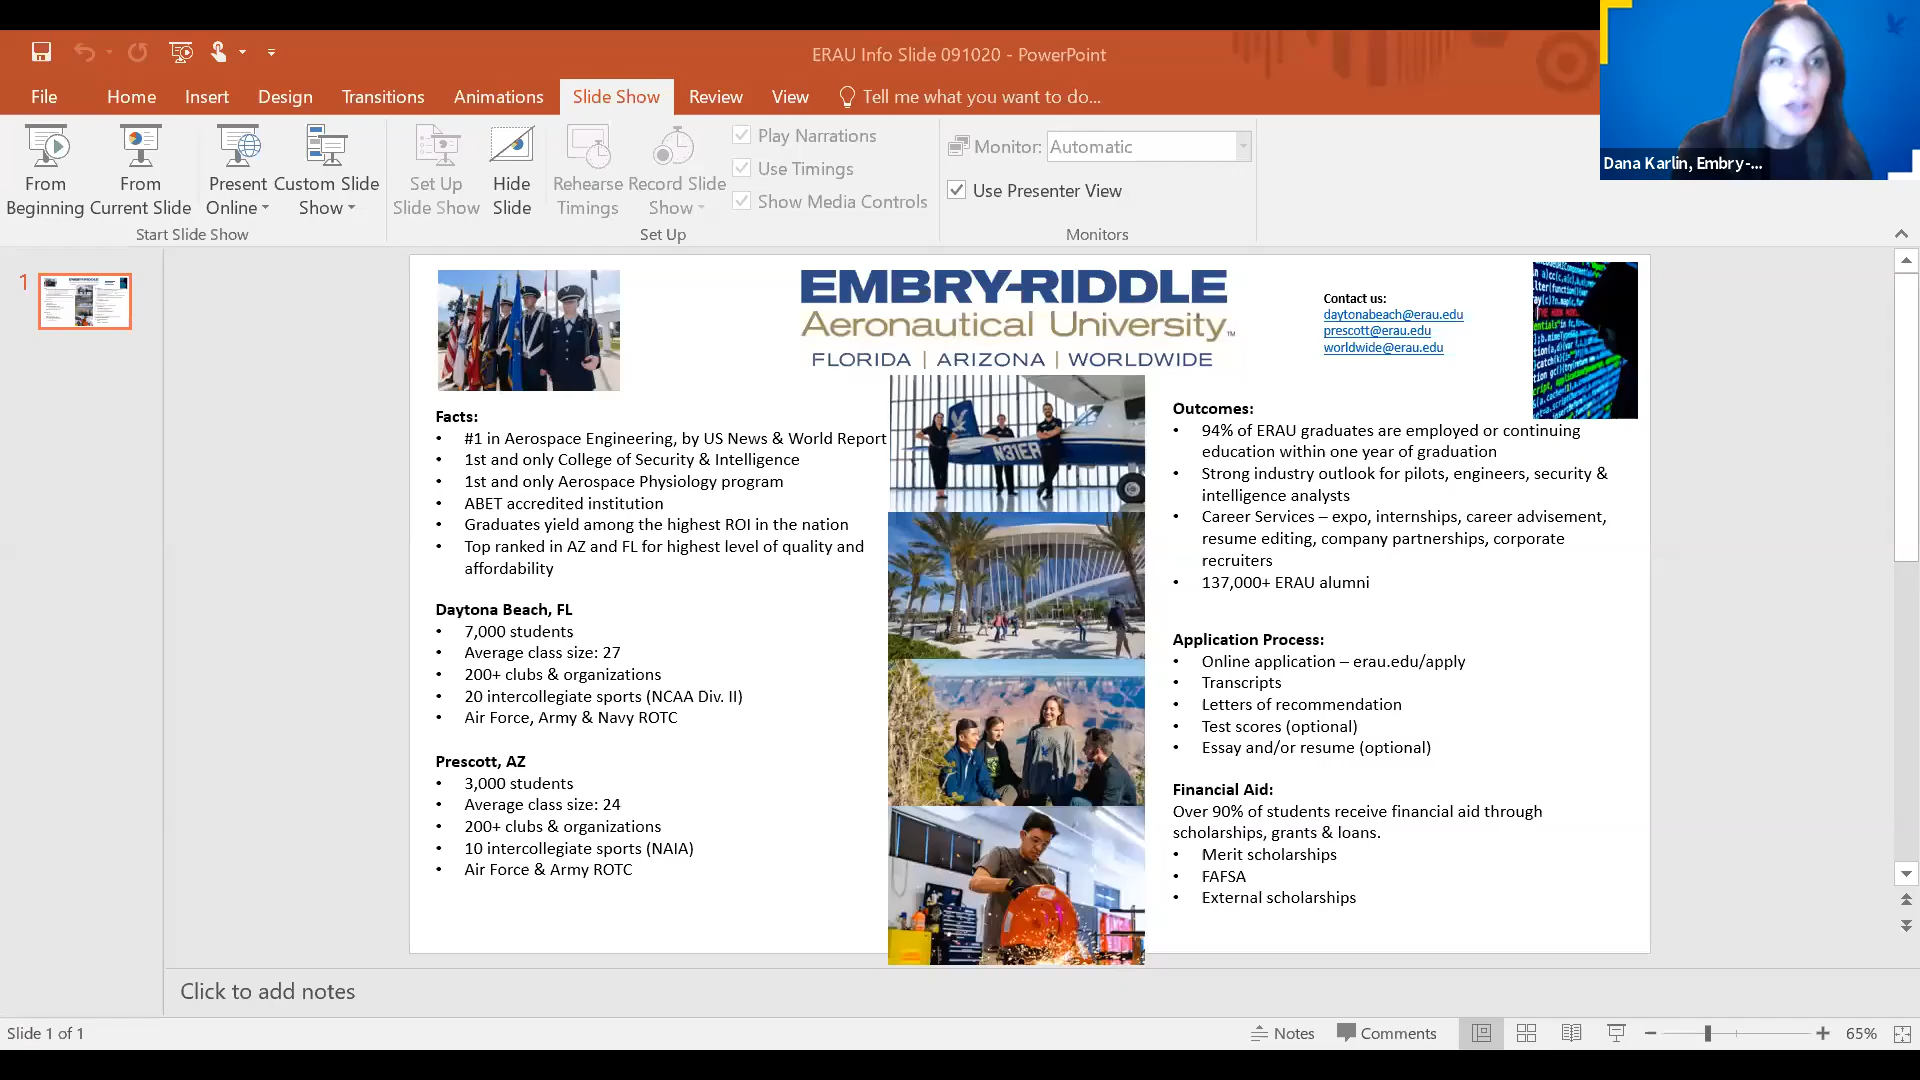 ERAU Info Slide 091020 - PowerPoint
File Home Insert Design Transitions Animations Slide Show Review View Tell me what you want to do...
From Beginning
From Current Slide
Present Online
Custom Slide Show
Start Slide Show
Set Up Slide Show
Hide Slide
Rehearse Timings
Record Slide Show
Play Narrations
Use Timings
Show Media Controls
Set Up
Monitor: Automatic
Use Presenter View
Monitors
Dana Karlin, Embry-...
1
EMBRY-RIDDLE
Aeronautical University™
FLORIDA | ARIZONA | WORLDWIDE
Contact us:
daytonabeach@erau.edu
prescott@erau.edu
worldwide@erau.edu
Facts:
• #1 in Aerospace Engineering, by US News & World Report
• 1st and only College of Security & Intelligence
• 1st and only Aerospace Physiology program
• ABET accredited institution
• Graduates yield among the highest ROI in the nation
• Top ranked in AZ and FL for highest level of quality and
affordability
Daytona Beach, FL
• 7,000 students
• Average class size: 27
• 200+ clubs & organizations
• 20 intercollegiate sports (NCAA Div. II)
• Air Force, Army & Navy ROTC
Prescott, AZ
• 3,000 students
• Average class size: 24
• 200+ clubs & organizations
• 10 intercollegiate sports (NAIA)
• Air Force & Army ROTC
N31ER
Outcomes:
• 94% of ERAU graduates are employed or continuing
education within one year of graduation
• Strong industry outlook for pilots, engineers, security &
intelligence analysts
• Career Services – expo, internships, career advisement,
resume editing, company partnerships, corporate
recruiters
• 137,000+ ERAU alumni
Application Process:
• Online application – erau.edu/apply
• Transcripts
• Letters of recommendation
• Test scores (optional)
• Essay and/or resume (optional)
Financial Aid:
Over 90% of students receive financial aid through
scholarships, grants & loans.
• Merit scholarships
• FAFSA
• External scholarships
Click to add notes
Slide 1 of 1
Notes
Comments
65%